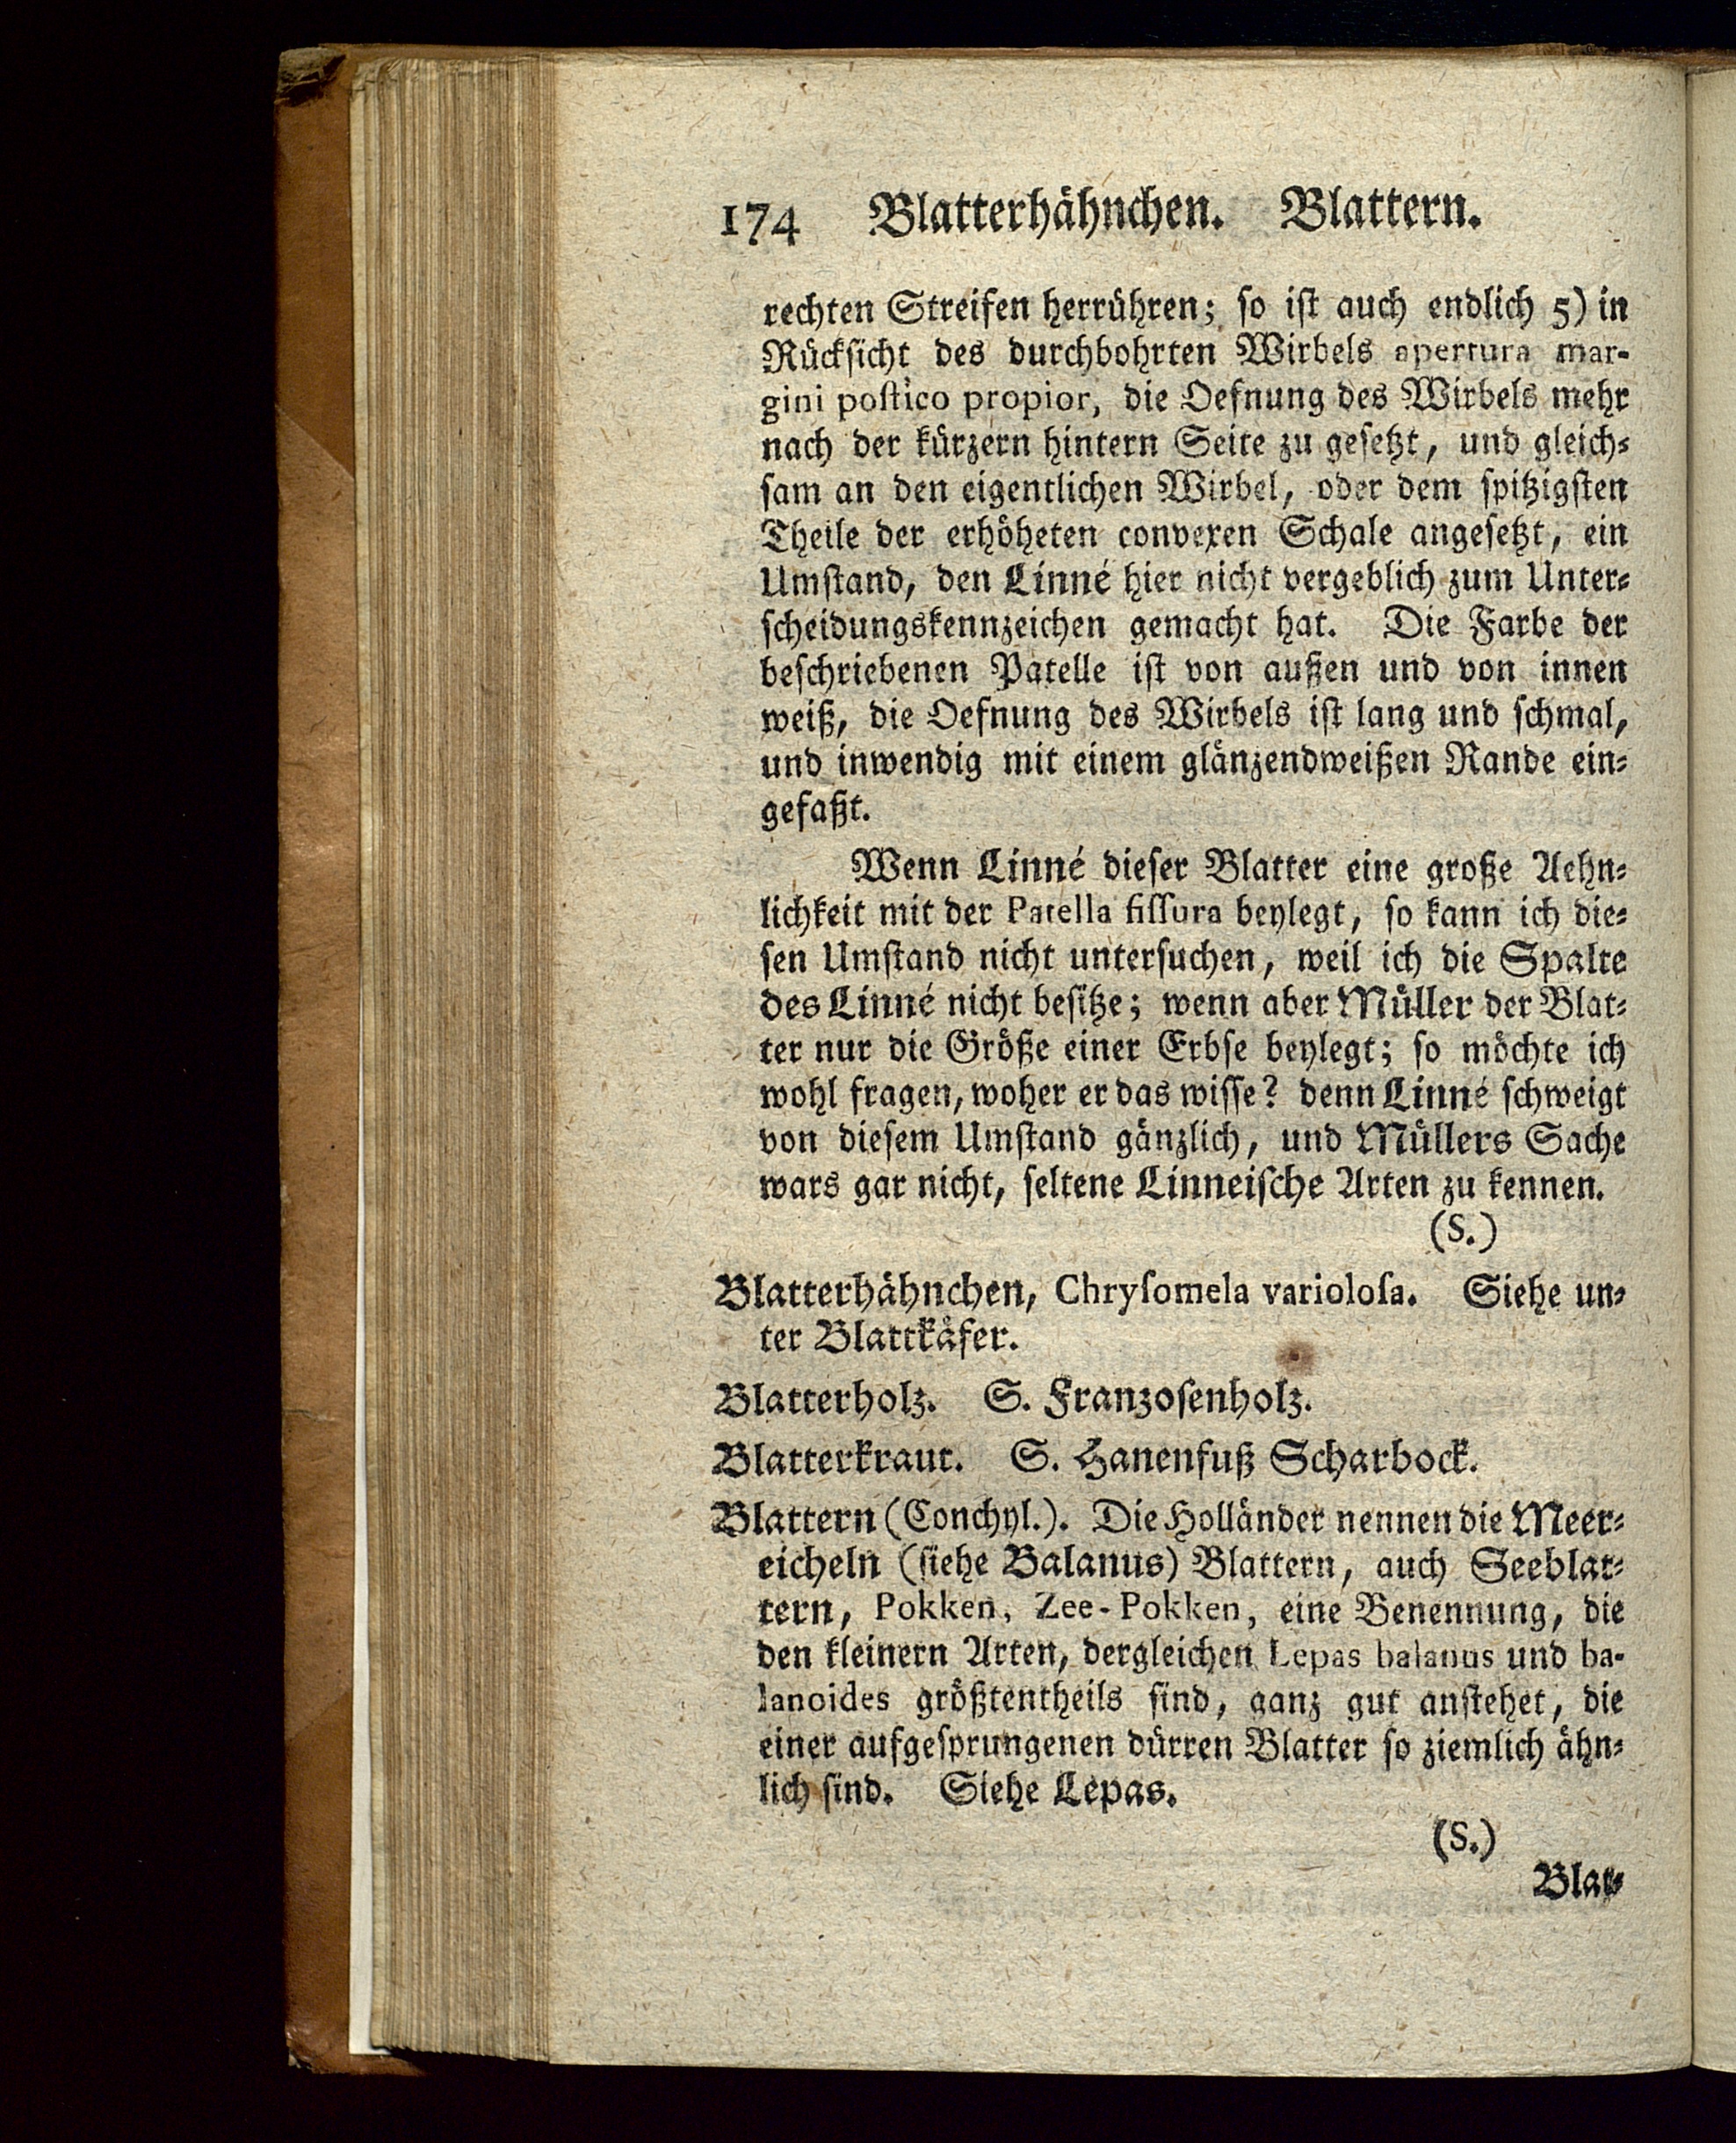 174 Blatterhähnchen. Blattern.
rechten Streifen herrühren; so ist auch endlich 5) in
Rücksicht des durchbohrten Wirbels apertura mar-
gini poſtico propior, die Oefnung des Wirbels mehr
nach der kürzern hintern Seite zu gesetzt, und gleich⸗
sam an den eigentlichen Wirbel, oder dem spitzigsten
Theile der erhöheten convexen Schale angesetzt, ein
Umstand, den Linné hier nicht vergeblich zum Unter⸗
scheidungskennzeichen gemacht hat. Die Farbe der
beschriebenen Patelle ist von außen und von innen
weiß, die Oefnung des Wirbels ist lang und schmal,
und inwendig mit einem glänzendweißen Rande ein⸗
gefaßt.
Wenn Linné dieser Blatter eine große Aehn⸗
lichkeit mit der Patella fiſſura beylegt, so kann ich die⸗
sen Umstand nicht untersuchen, weil ich die Spalte
des Linné nicht besitze; wenn aber Müller der Blat⸗
ter nur die Größe einer Erbse beylegt; so möchte ich
wohl fragen, woher er das wisse? denn Linné schweigt
von diesem Umstand gänzlich, und Müllers Sache
wars gar nicht, seltene Linneische Arten zu kennen.
(S.)
Blatterhähnchen, Chryſomela varioloſa. Siehe un⸗
ter Blattkäfer.
Blatterholz. S. Franzosenholz.
Blatterkraut. S. Hanenfuß Scharbock.
Blattern (Conchyl.). Die Holländer nennen die Meer⸗
eicheln (siehe Balanus) Blattern, auch Seeblat⸗
tern, Pokken, Zee-Pokken, eine Benennung, die
den kleinern Arten, dergleichen Lepas balanus und ba-
lanoides größtentheils sind, ganz gut anstehet, die
einer aufgesprungenen dürren Blatter so ziemlich ähn⸗
lich sind. Siehe Lepas.
(S.)
Blat⸗